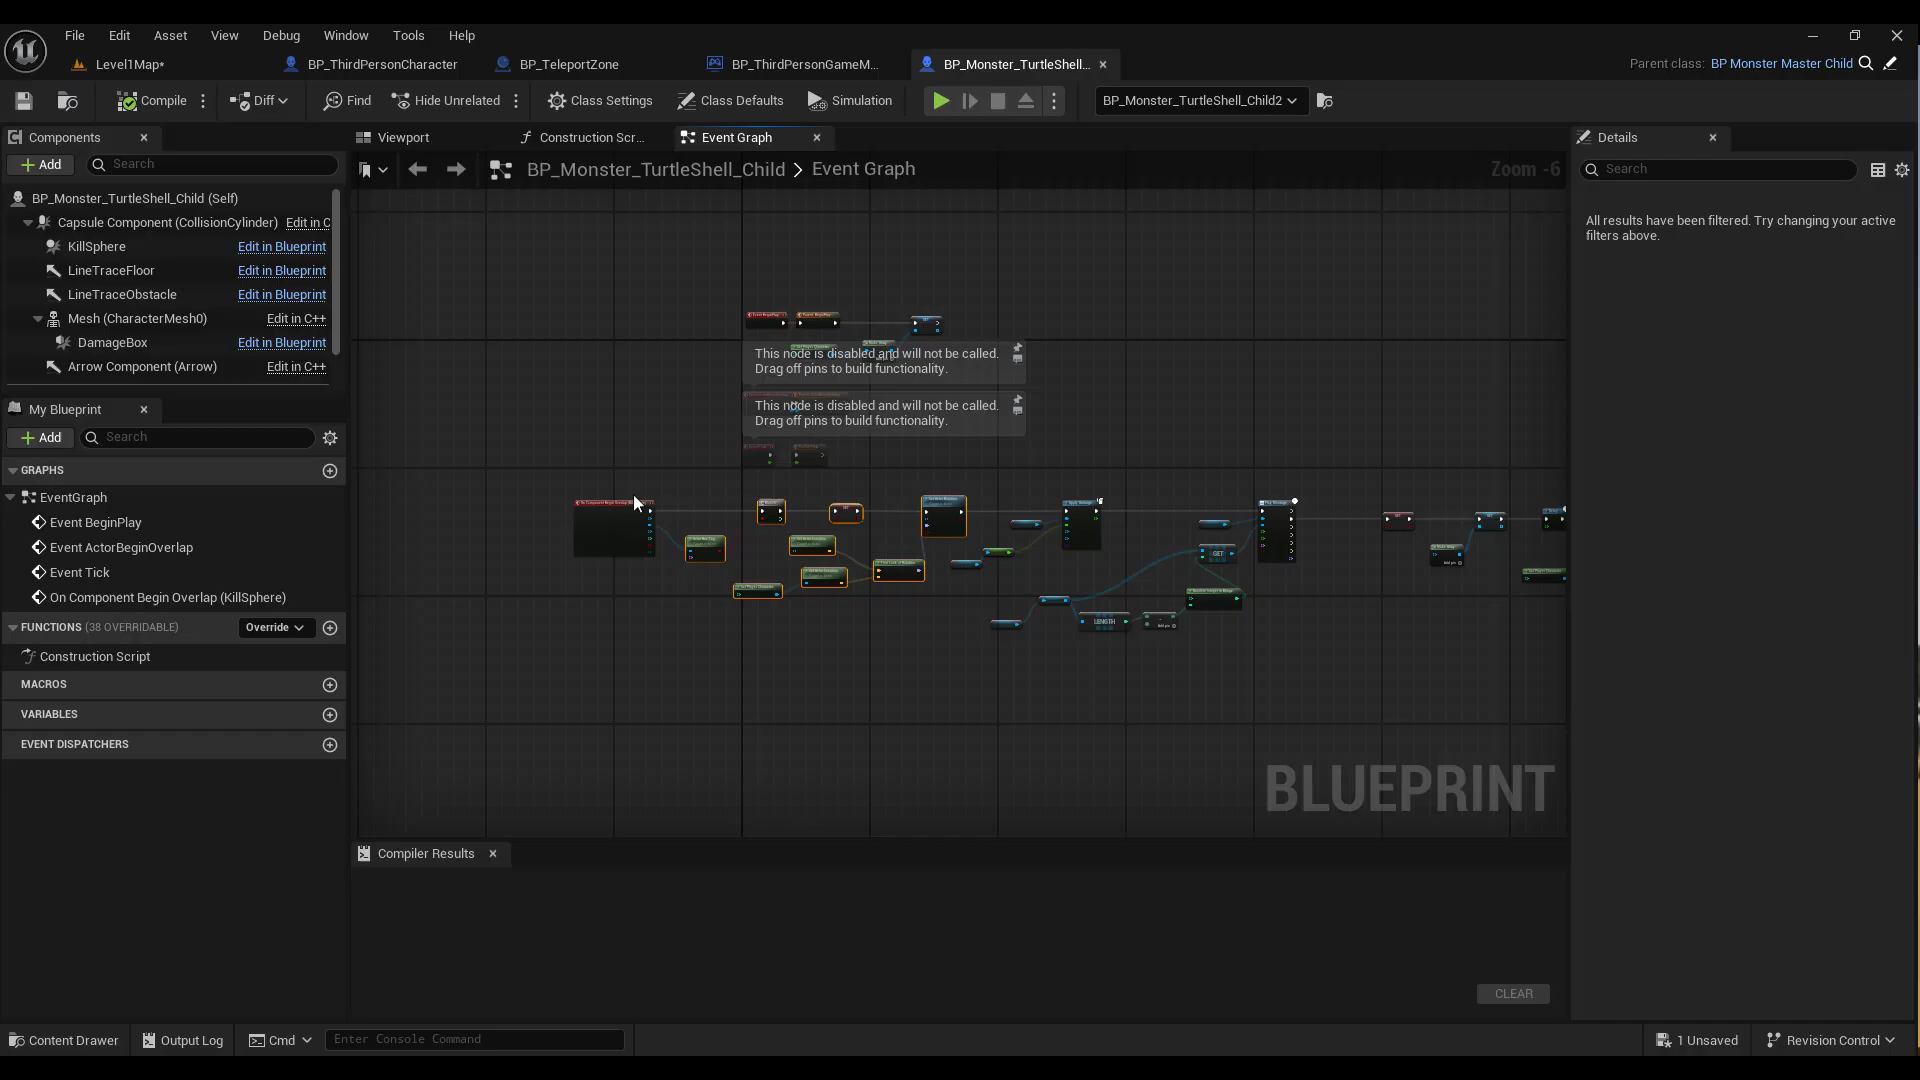 File Edit Asset View Debug Window Tools Help
Level1Map* BP_ThirdPersonCharacter BP_TeleportZone BP_ThirdPersonGameM... BP_Monster_TurtleShell... Parent class: BP Monster Master Child
Compile Diff Find Hide Unrelated Class Settings Class Defaults Simulation BP_Monster_TurtleShell_Child2
Components Viewport Construction Scr... Event Graph Details
Add Search BP_Monster_TurtleShell_Child > Event Graph Zoom -6 Search
BP_Monster_TurtleShell_Child (Self)
Capsule Component (CollisionCylinder) Edit in C
KillSphere Edit in Blueprint
LineTraceFloor Edit in Blueprint
LineTraceObstacle Edit in Blueprint
Mesh (CharacterMesh0) Edit in C++
DamageBox Edit in Blueprint
Arrow Component (Arrow) Edit in C++
All results have been filtered. Try changing your active
filters above.
This node is disabled and will not be called.
Drag off pins to build functionality.
This node is disabled and will not be called.
Drag off pins to build functionality.
GET
LENGTH
My Blueprint
Add Search
GRAPHS
EventGraph
Event BeginPlay
Event ActorBeginOverlap
Event Tick
On Component Begin Overlap (KillSphere)
FUNCTIONS (38 OVERRIDABLE) Override
Construction Script
MACROS
VARIABLES
EVENT DISPATCHERS
BLUEPRINT
Compiler Results
CLEAR
Content Drawer Output Log Cmd Enter Console Command 1 Unsaved Revision Control